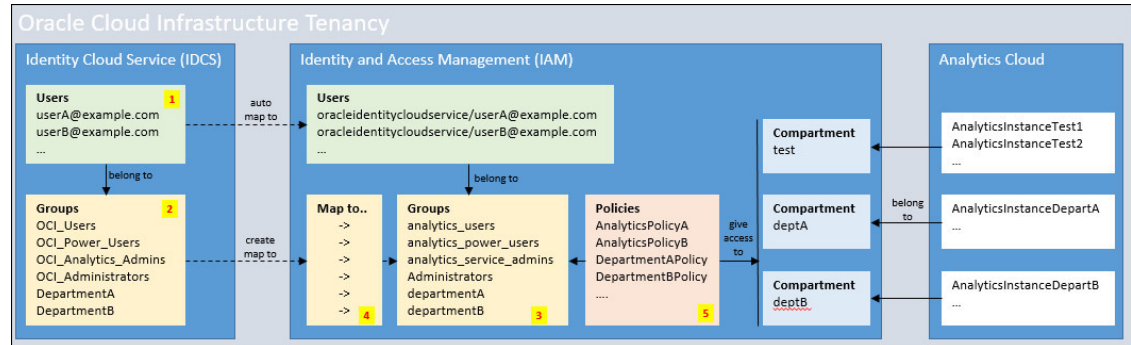 Oracle Cloud Infrastructure Tenancy
Identity Cloud Service (IDCS)
Users
1
userA@example.com
userB@example.com
...
belong to
Groups
2
OCI_Users
OCI_Power_Users
OCI_Analytics_Admins
OCI_Administrators
DepartmentA
DepartmentB
auto
map to
create
map to
Identity and Access Management (IAM)
Users
oracleidentitycloudservice/userA@example.com
oracleidentitycloudservice/userB@example.com
...
belong to
Map to..
->
->
->
->
->
->
4
Groups
analytics_users
analytics_power_users
analytics_service_admins
Administrators
departmentA
departmentB
3
Policies
AnalyticsPolicyA
AnalyticsPolicyB
DepartmentAPolicy
DepartmentBPolicy
....
5
give
access
to
Compartment
test
Compartment
deptA
Compartment
deptB
belong
to
Analytics Cloud
AnalyticsInstanceTest1
AnalyticsInstanceTest2
...
AnalyticsInstanceDepartA
...
AnalyticsInstanceDepartB
...